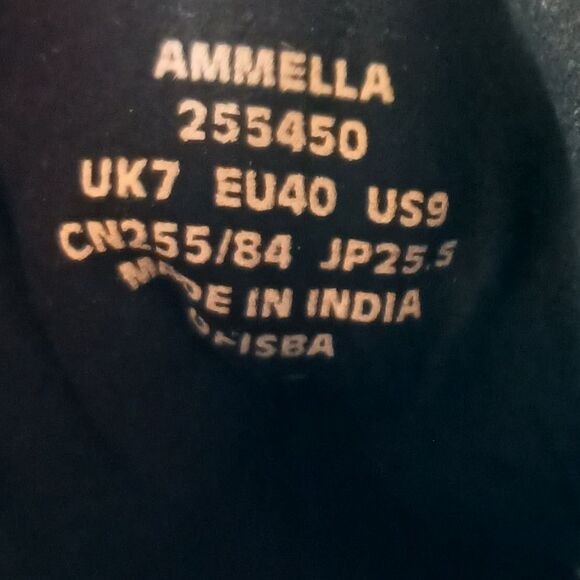 AMMELLA
255450
UK7 EU40 US9
CN255/84 JP25.5
MADE IN INDIA